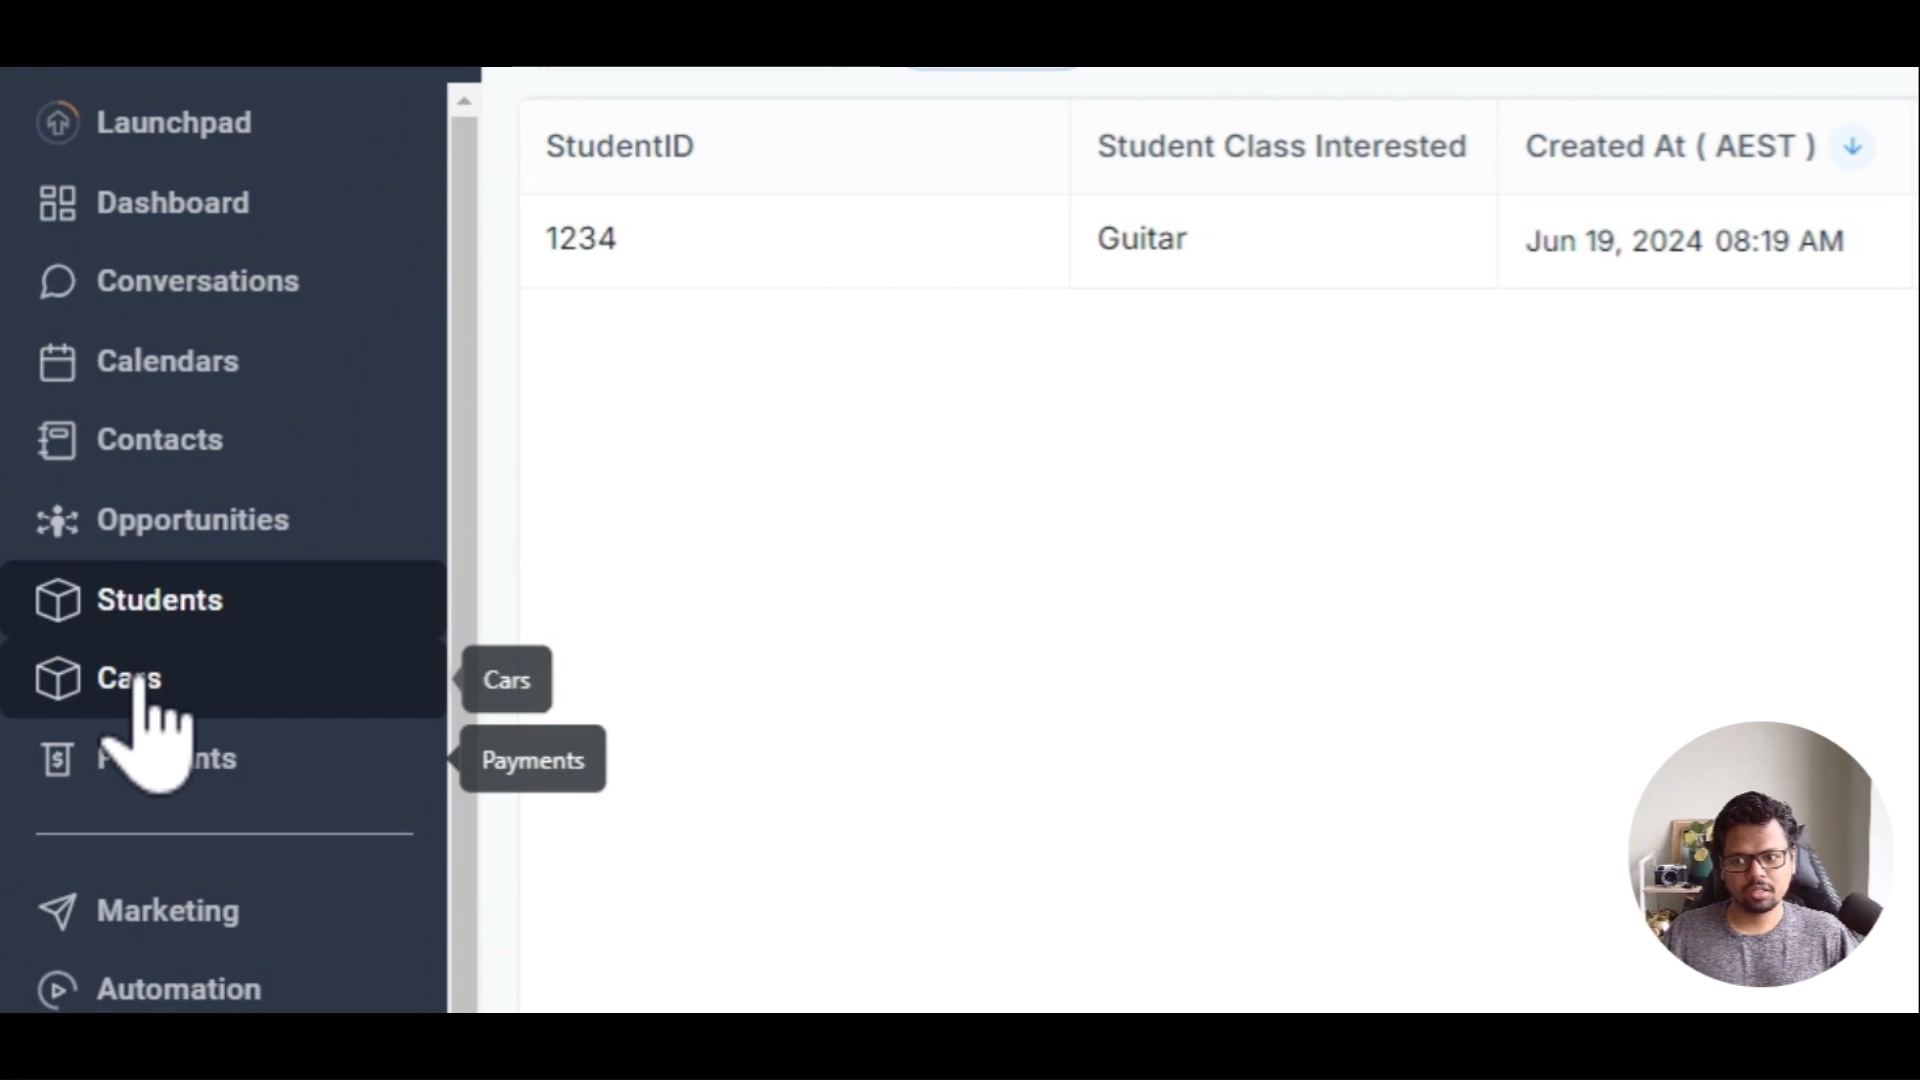 Launchpad
Dashboard
Conversations
Calendars
Contacts
Opportunities
Students
Cars
Cars
Payments
Marketing
Automation
StudentID
Student Class Interested
Created At ( AEST )
1234
Guitar
Jun 19, 2024 08:19 AM